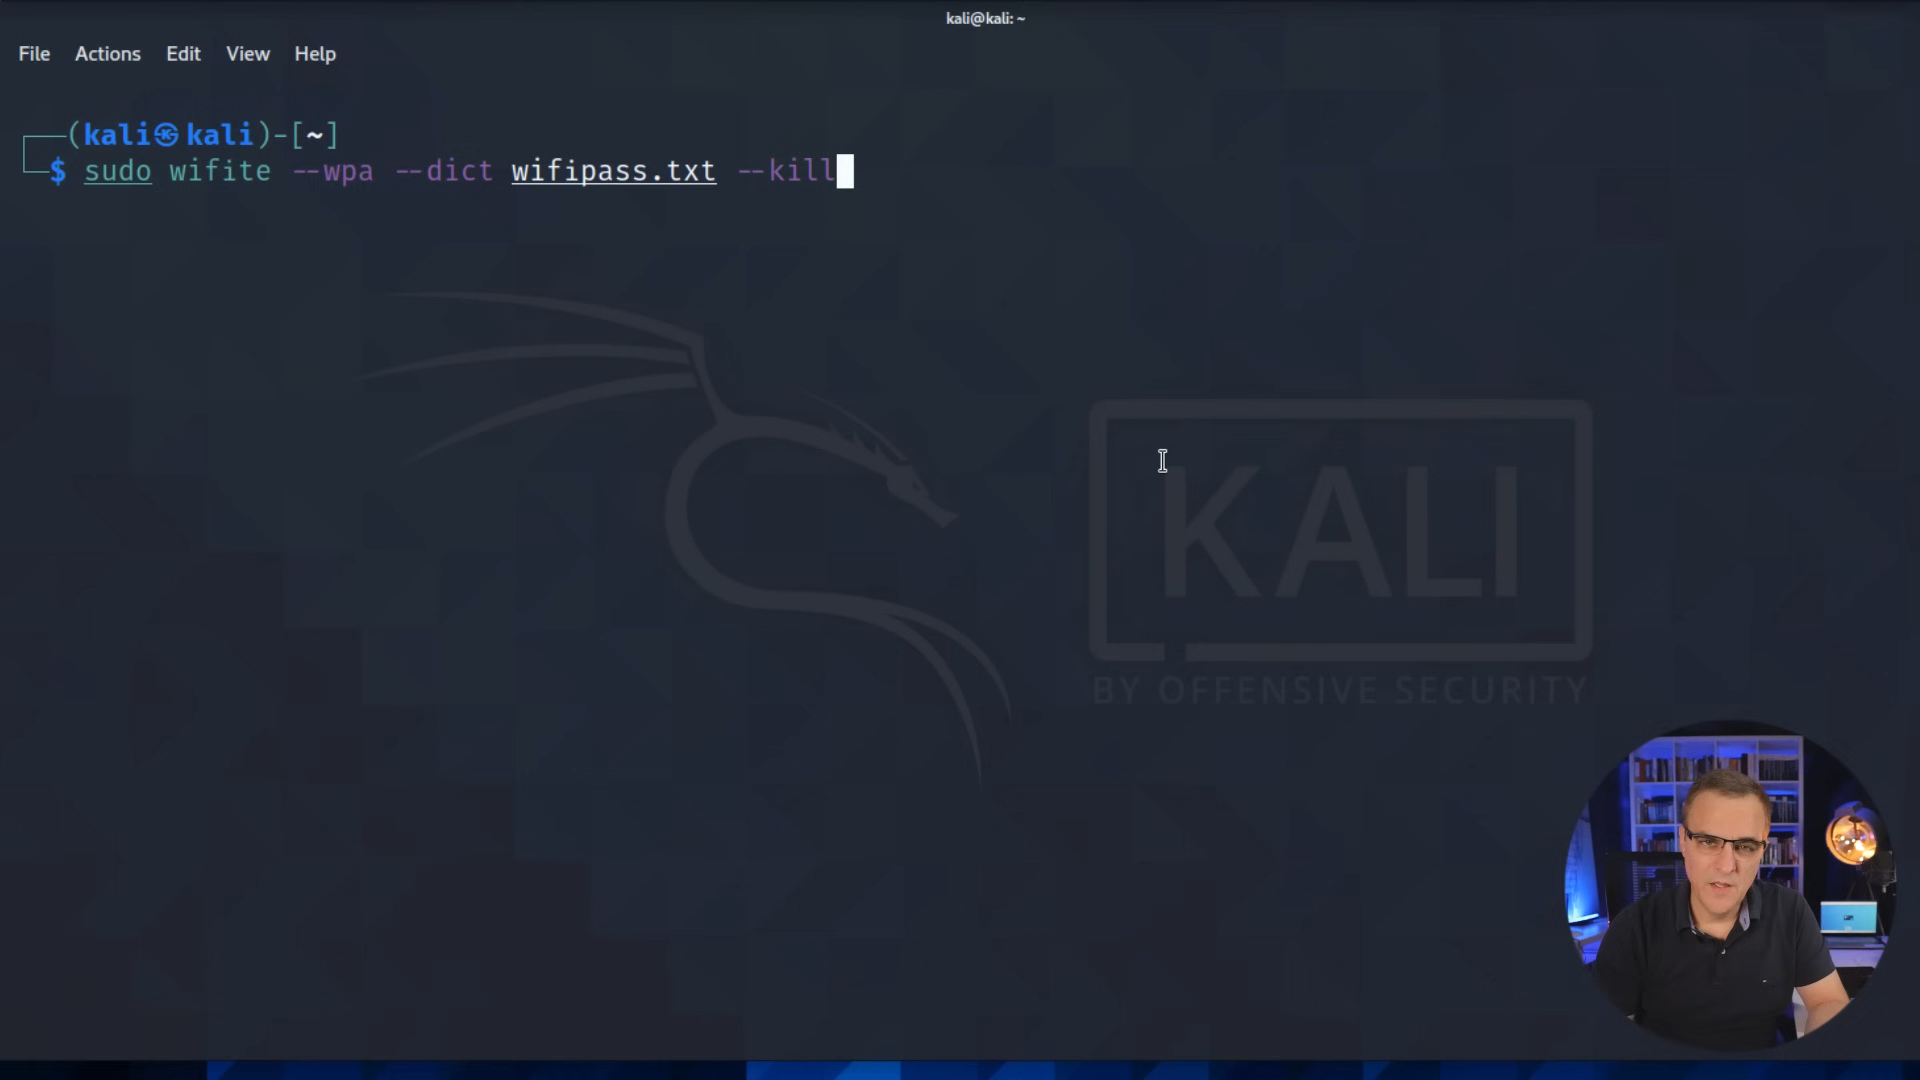 kali@kali: ~
File Actions Edit View Help
(kali㉿kali)-[~]
$ sudo wifite --wpa --dict wifipass.txt --kill
KALI
BY OFFENSIVE SECURITY